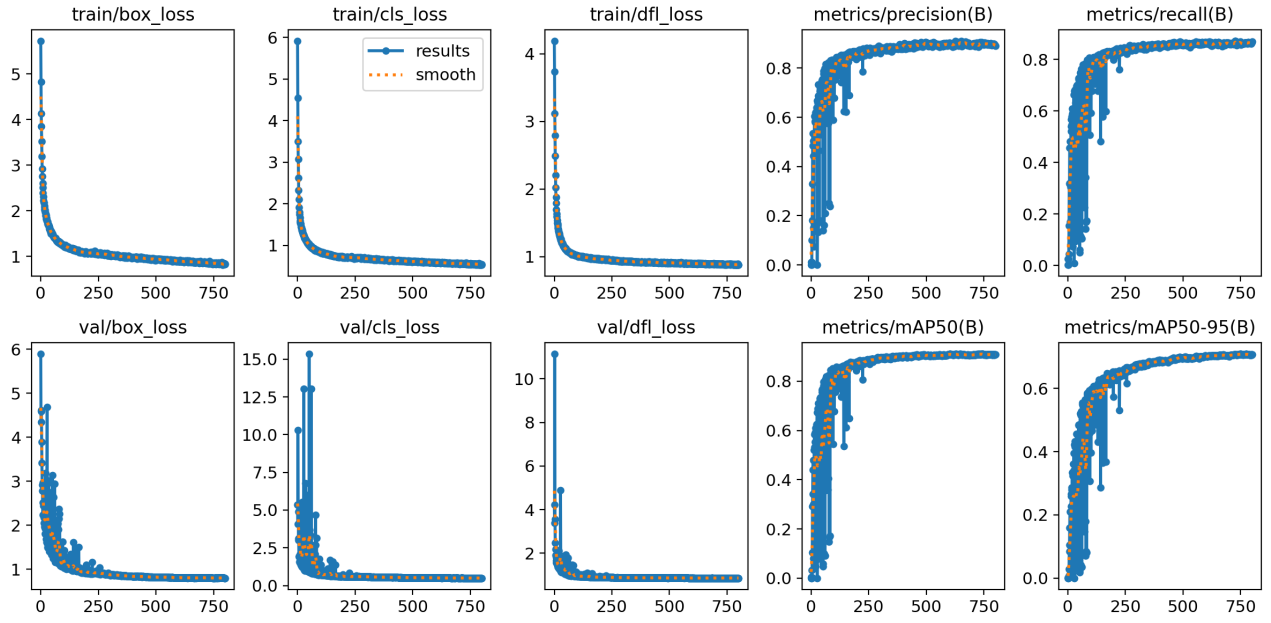 train/box_loss
train/cls_loss
train/dfl_loss
metrics/precision(B)
metrics/recall(B)
5
4
3
2
1
0 250 500 750
6
5
4
3
2
1
0 250 500 750
results
smooth
4
3
2
1
0 250 500 750
0.8
0.6
0.4
0.2
0.0
0 250 500 750
0.8
0.6
0.4
0.2
0.0
0 250 500 750
val/box_loss
val/cls_loss
val/dfl_loss
metrics/mAP50(B)
metrics/mAP50-95(B)
6
5
4
3
2
1
0 250 500 750
15.0
12.5
10.0
7.5
5.0
2.5
0.0
0 250 500 750
10
8
6
4
2
0 250 500 750
0.8
0.6
0.4
0.2
0.0
0 250 500 750
0.6
0.4
0.2
0.0
0 250 500 750